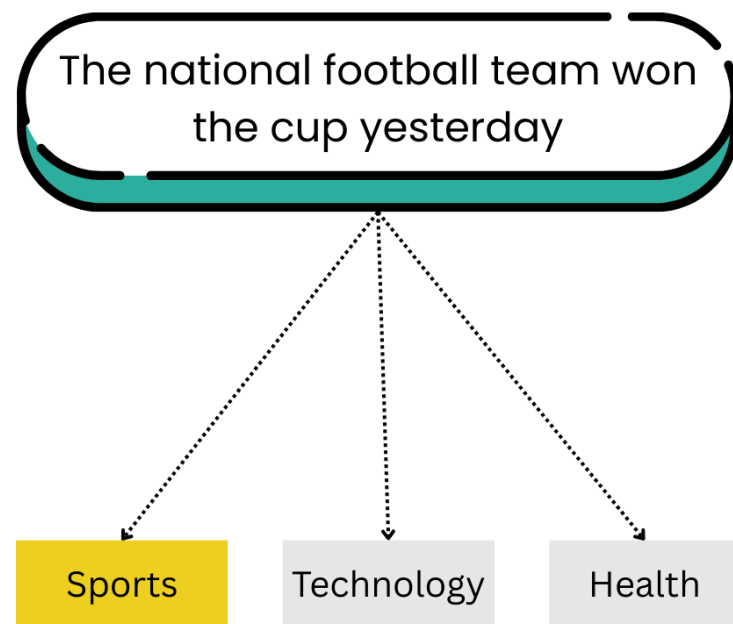 The national football team won
the cup yesterday
Sports
Technology
Health